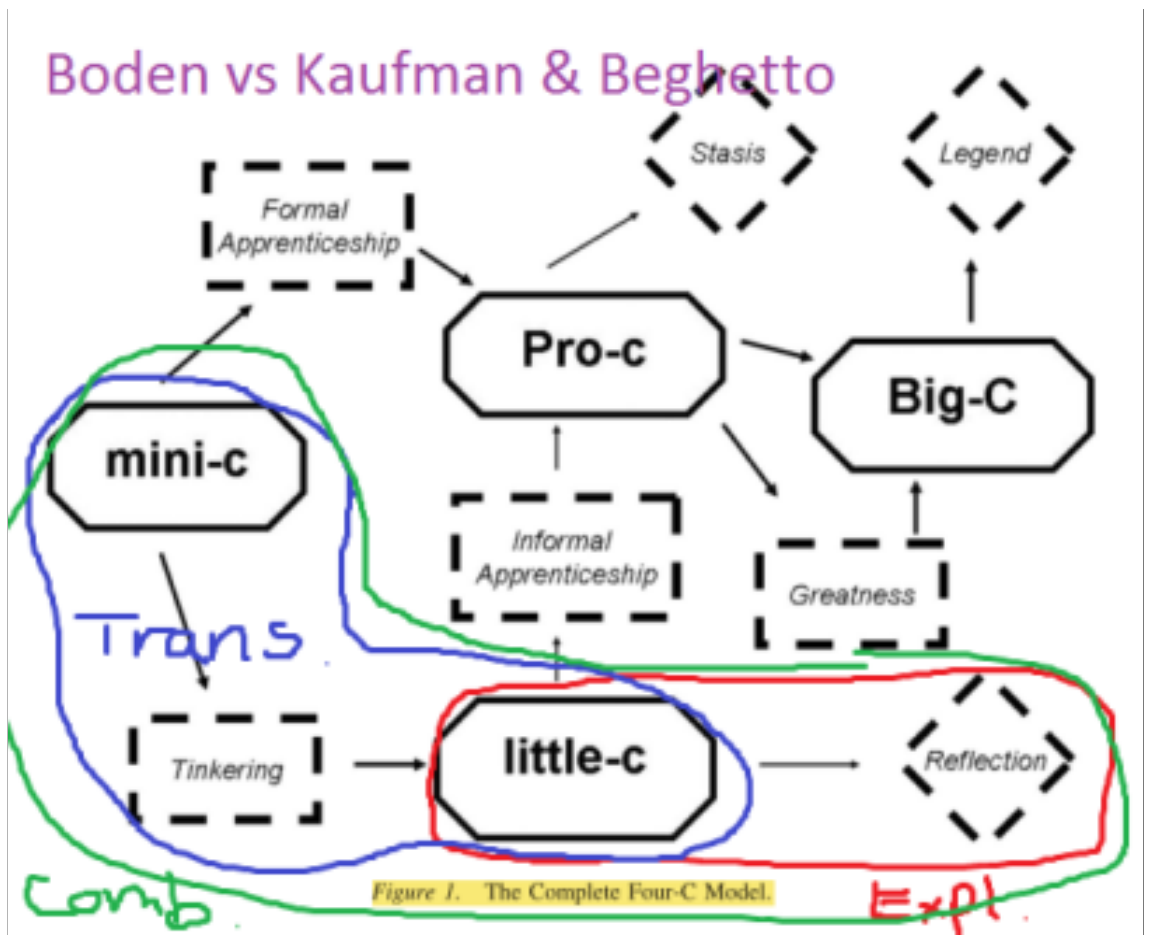 Boden vs Kaufman & Beghetto
Stasis
Legend
Formal
Apprenticeship
Pro-c
Big-C
mini-c
Informal
Apprenticeship
Greatness
Trans.
Tinkering
little-c
Reflection
Comb.
Figure 1. The Complete Four-C Model.
Expl.